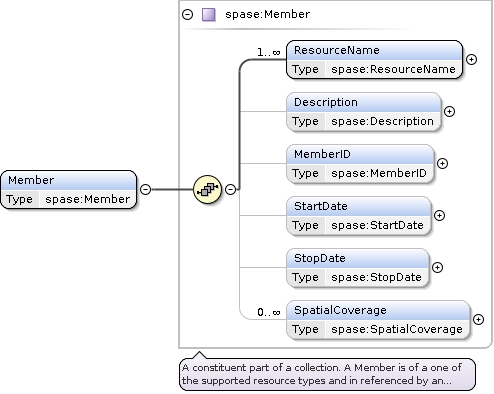 spase:Member
1..∞
ResourceName
Type spase:ResourceName
Description
Type spase:Description
MemberID
Type spase:MemberID
Member
Type spase:Member
StartDate
Type spase:StartDate
StopDate
Type spase:StopDate
0..∞
SpatialCoverage
Type spase:SpatialCoverage
A constituent part of a collection. A Member is of a one of
the supported resource types and in referenced by an...